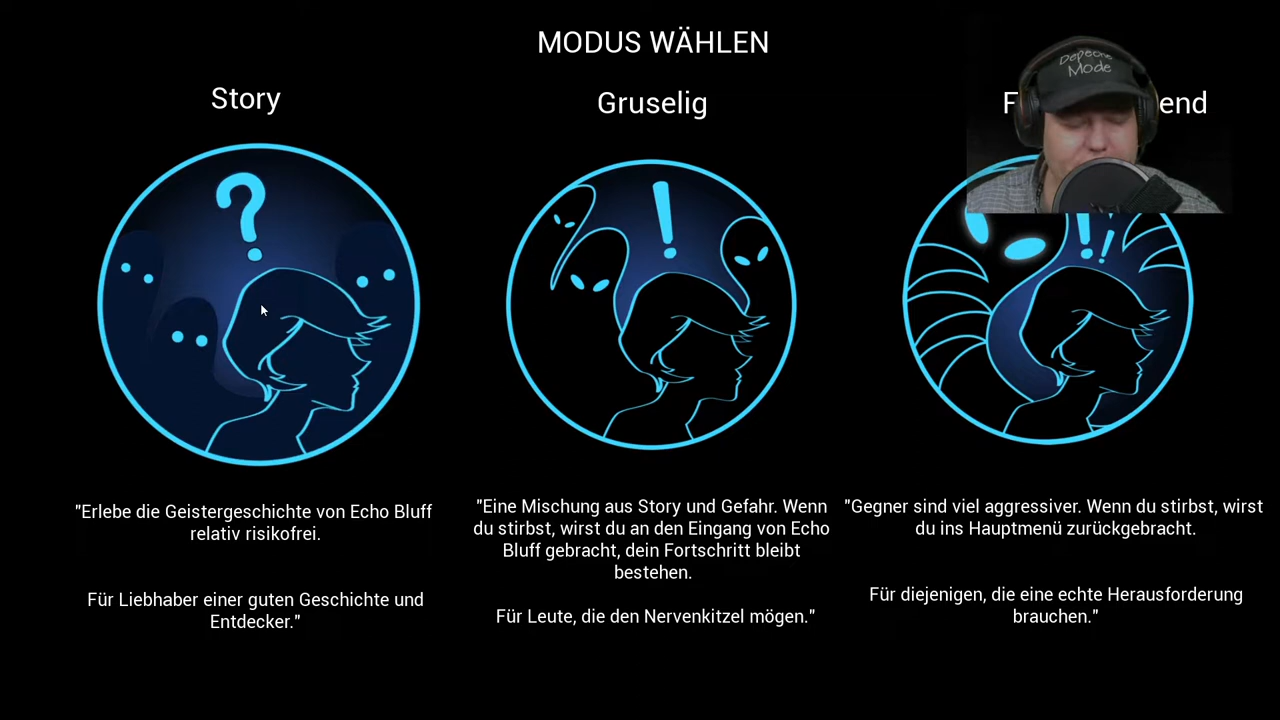 MODUS WÄHLEN
Story
Gruselig
Depeche
Mode
"Erlebe die Geistergeschichte von Echo Bluff
relativ risikofrei.
Für Liebhaber einer guten Geschichte und
Entdecker."
"Eine Mischung aus Story und Gefahr. Wenn
du stirbst, wirst du an den Eingang von Echo
Bluff gebracht, dein Fortschritt bleibt
bestehen.
Für Leute, die den Nervenkitzel mögen."
"Gegner sind viel aggressiver. Wenn du stirbst, wirst
du ins Hauptmenü zurückgebracht.
Für diejenigen, die eine echte Herausforderung
brauchen."